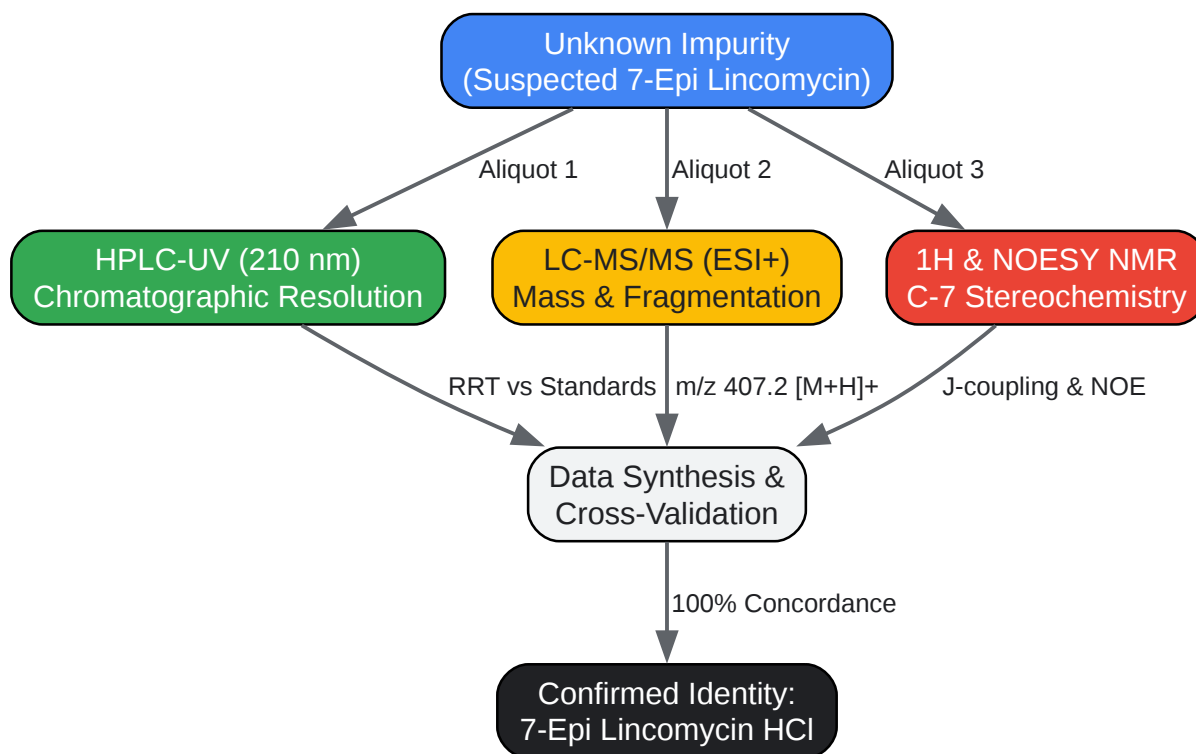 Unknown Impurity
(Suspected 7-Epi Lincomycin)
Aliquot 1
Aliquot 2
Aliquot 3
HPLC-UV (210 nm)
Chromatographic Resolution
LC-MS/MS (ESI+)
Mass & Fragmentation
1H & NOESY NMR
C-7 Stereochemistry
RRT vs Standards
m/z 407.2 [M+H]+
J-coupling & NOE
Data Synthesis &
Cross-Validation
100% Concordance
Confirmed Identity:
7-Epi Lincomycin HCl